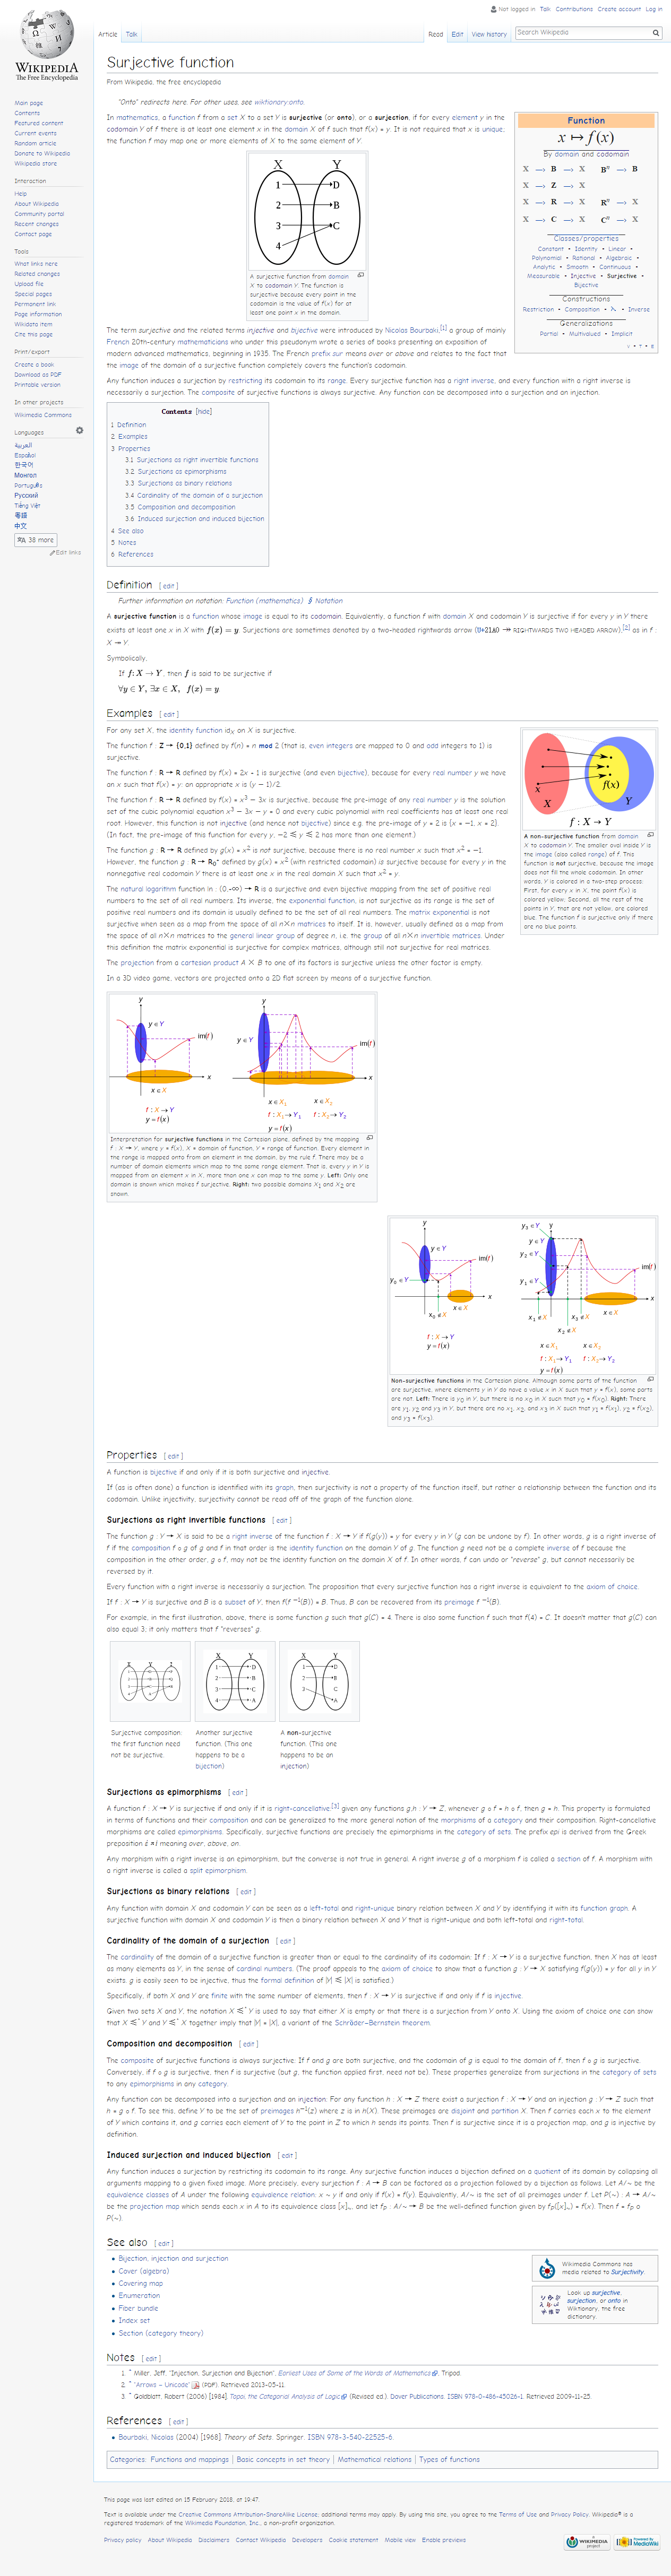 Not logged in Talk Contributions Create account Log in
Article Talk
Read Edit View history
Search Wikipedia
WIKIPEDIA
The Free Encyclopedia
Main page
Contents
Featured content
Current events
Random article
Donate to Wikipedia
Wikipedia store
Interaction
Help
About Wikipedia
Community portal
Recent changes
Contact page
Tools
What links here
Related changes
Upload file
Special pages
Permanent link
Page information
Wikidata item
Cite this page
Print/export
Create a book
Download as PDF
Printable version
In other projects
Wikimedia Commons
Languages
العربية
Español
한국어
Монгол
Português
Русский
Tiếng Việt
粵語
中文
38 more
Edit links
Surjective function
From Wikipedia, the free encyclopedia
"Onto" redirects here. For other uses, see wiktionary:onto.
In mathematics, a function f from a set X to a set Y is surjective (or onto), or a surjection, if for every element y in the
codomain Y of f there is at least one element x in the domain X of f such that f(x) = y. It is not required that x is unique;
the function f may map one or more elements of X to the same element of Y.
X Y
1 D
2 B
3 C
4 A
A surjective function from domain
X to codomain Y. The function is
surjective because every point in the
codomain is the value of f(x) for at
least one point x in the domain.
Function
x ↦ f(x)
By domain and codomain
X → B → X Bⁿ → B
X → Z → X
X → R → X Rⁿ → X
X → C → X Cⁿ → X
Classes/properties
Constant • Identity • Linear •
Polynomial • Rational • Algebraic •
Analytic • Smooth • Continuous •
Measurable • Injective • Surjective •
Bijective
Constructions
Restriction • Composition • λ • Inverse
Generalizations
Partial • Multivalued • Implicit
V • T • E
The term surjective and the related terms injective and bijective were introduced by Nicolas Bourbaki,[1] a group of mainly
French 20th-century mathematicians who under this pseudonym wrote a series of books presenting an exposition of
modern advanced mathematics, beginning in 1935. The French prefix sur means over or above and relates to the fact that
the image of the domain of a surjective function completely covers the function's codomain.
Any function induces a surjection by restricting its codomain to its range. Every surjective function has a right inverse, and every function with a right inverse is
necessarily a surjection. The composite of surjective functions is always surjective. Any function can be decomposed into a surjection and an injection.
Contents [hide]
1 Definition
2 Examples
3 Properties
3.1 Surjections as right invertible functions
3.2 Surjections as epimorphisms
3.3 Surjections as binary relations
3.4 Cardinality of the domain of a surjection
3.5 Composition and decomposition
3.6 Induced surjection and induced bijection
4 See also
5 Notes
6 References
Definition [ edit ]
Further information on notation: Function (mathematics) § Notation
A surjective function is a function whose image is equal to its codomain. Equivalently, a function f with domain X and codomain Y is surjective if for every y in Y there
exists at least one x in X with f(x) = y. Surjections are sometimes denoted by a two-headed rightwards arrow (U+21A0 ↠ RIGHTWARDS TWO HEADED ARROW),[2] as in f :
X ↠ Y.
Symbolically,
If f: X → Y, then f is said to be surjective if
∀y ∈ Y, ∃x ∈ X, f(x) = y
Examples [ edit ]
For any set X, the identity function idX on X is surjective.
The function f : Z → {0,1} defined by f(n) = n mod 2 (that is, even integers are mapped to 0 and odd integers to 1) is
surjective.
The function f : R → R defined by f(x) = 2x + 1 is surjective (and even bijective), because for every real number y we have
an x such that f(x) = y: an appropriate x is (y − 1)/2.
The function f : R → R defined by f(x) = x³ − 3x is surjective, because the pre-image of any real number y is the solution
set of the cubic polynomial equation x³ − 3x − y = 0 and every cubic polynomial with real coefficients has at least one real
root. However, this function is not injective (and hence not bijective) since e.g. the pre-image of y = 2 is {x = −1, x = 2}.
(In fact, the pre-image of this function for every y, −2 ≤ y ≤ 2 has more than one element.)
The function g : R → R defined by g(x) = x² is not surjective, because there is no real number x such that x² = −1.
However, the function g : R → R₀⁺ defined by g(x) = x² (with restricted codomain) is surjective because for every y in the
nonnegative real codomain Y there is at least one x in the real domain X such that x² = y.
The natural logarithm function ln : (0,+∞) → R is a surjective and even bijective mapping from the set of positive real
numbers to the set of all real numbers. Its inverse, the exponential function, is not surjective as its range is the set of
positive real numbers and its domain is usually defined to be the set of all real numbers. The matrix exponential is not
surjective when seen as a map from the space of all n×n matrices to itself. It is, however, usually defined as a map from
the space of all n×n matrices to the general linear group of degree n, i.e. the group of all n×n invertible matrices. Under
this definition the matrix exponential is surjective for complex matrices, although still not surjective for real matrices.
The projection from a cartesian product A × B to one of its factors is surjective unless the other factor is empty.
In a 3D video game, vectors are projected onto a 2D flat screen by means of a surjective function.
x f(x) X Y
f : X → Y
A non-surjective function from domain
X to codomain Y. The smaller oval inside Y is
the image (also called range) of f. This
function is not surjective, because the image
does not fill the whole codomain. In other
words, Y is colored in a two-step process:
First, for every x in X, the point f(x) is
colored yellow; Second, all the rest of the
points in Y, that are not yellow, are colored
blue. The function f is surjective only if there
are no blue points.
y y
y ∈ Y im(f) y ∈ Y im(f)
x x
x ∈ X x ∈ X₁ x ∈ X₂
f : X → Y f : X₁ → Y₁ f : X₂ → Y₂
y = f(x) y = f(x)
Interpretation for surjective functions in the Cartesian plane, defined by the mapping
f : X → Y, where y = f(x), X = domain of function, Y = range of function. Every element in
the range is mapped onto from an element in the domain, by the rule f. There may be a
number of domain elements which map to the same range element. That is, every y in Y is
mapped from an element x in X, more than one x can map to the same y. Left: Only one
domain is shown which makes f surjective. Right: two possible domains X₁ and X₂ are
shown.
y y₃ ∈ Y y
y ∈ Y y ∈ Y
im(f) y₂ ∈ Y im(f)
y₀ ∈ Y y₁ ∈ Y
x x
x₀ ∉ X x ∈ X x₁ ∉ X x₃ ∉ X x ∈ X
x₂ ∉ X
f : X → Y x ∈ X₁ x ∈ X₂
y = f(x) f : X₁ → Y₁ f : X₂ → Y₂
y = f(x)
Non-surjective functions in the Cartesian plane. Although some parts of the function
are surjective, where elements y in Y do have a value x in X such that y = f(x), some parts
are not. Left: There is y₀ in Y, but there is no x₀ in X such that y₀ = f(x₀). Right: There
are y₁, y₂ and y₃ in Y, but there are no x₁, x₂, and x₃ in X such that y₁ = f(x₁), y₂ = f(x₂),
and y₃ = f(x₃).
Properties [ edit ]
A function is bijective if and only if it is both surjective and injective.
If (as is often done) a function is identified with its graph, then surjectivity is not a property of the function itself, but rather a relationship between the function and its
codomain. Unlike injectivity, surjectivity cannot be read off of the graph of the function alone.
Surjections as right invertible functions [ edit ]
The function g : Y → X is said to be a right inverse of the function f : X → Y if f(g(y)) = y for every y in Y (g can be undone by f). In other words, g is a right inverse of
f if the composition f o g of g and f in that order is the identity function on the domain Y of g. The function g need not be a complete inverse of f because the
composition in the other order, g o f, may not be the identity function on the domain X of f. In other words, f can undo or "reverse" g, but cannot necessarily be
reversed by it.
Every function with a right inverse is necessarily a surjection. The proposition that every surjective function has a right inverse is equivalent to the axiom of choice.
If f : X → Y is surjective and B is a subset of Y, then f(f⁻¹(B)) = B. Thus, B can be recovered from its preimage f⁻¹(B).
For example, in the first illustration, above, there is some function g such that g(C) = 4. There is also some function f such that f(4) = C. It doesn't matter that g(C) can
also equal 3; it only matters that f "reverses" g.
X Y
1 D
2 B
3 C
4 A
X Y
1 D
2 B
3 C
A
Surjective composition:
the first function need
not be surjective.
Another surjective
function. (This one
happens to be a
bijection)
A non-surjective
function. (This one
happens to be an
injection)
Surjections as epimorphisms [ edit ]
A function f : X → Y is surjective if and only if it is right-cancellative:[3] given any functions g,h : Y → Z, whenever g o f = h o f, then g = h. This property is formulated
in terms of functions and their composition and can be generalized to the more general notion of the morphisms of a category and their composition. Right-cancellative
morphisms are called epimorphisms. Specifically, surjective functions are precisely the epimorphisms in the category of sets. The prefix epi is derived from the Greek
preposition ἐπί meaning over, above, on.
Any morphism with a right inverse is an epimorphism, but the converse is not true in general. A right inverse g of a morphism f is called a section of f. A morphism with
a right inverse is called a split epimorphism.
Surjections as binary relations [ edit ]
Any function with domain X and codomain Y can be seen as a left-total and right-unique binary relation between X and Y by identifying it with its function graph. A
surjective function with domain X and codomain Y is then a binary relation between X and Y that is right-unique and both left-total and right-total.
Cardinality of the domain of a surjection [ edit ]
The cardinality of the domain of a surjective function is greater than or equal to the cardinality of its codomain: If f : X → Y is a surjective function, then X has at least
as many elements as Y, in the sense of cardinal numbers. (The proof appeals to the axiom of choice to show that a function g : Y → X satisfying f(g(y)) = y for all y in Y
exists. g is easily seen to be injective, thus the formal definition of |Y| ≤ |X| is satisfied.)
Specifically, if both X and Y are finite with the same number of elements, then f : X → Y is surjective if and only if f is injective.
Given two sets X and Y, the notation X ≤* Y is used to say that either X is empty or that there is a surjection from Y onto X. Using the axiom of choice one can show
that X ≤* Y and Y ≤* X together imply that |Y| = |X|, a variant of the Schröder–Bernstein theorem.
Composition and decomposition [ edit ]
The composite of surjective functions is always surjective: If f and g are both surjective, and the codomain of g is equal to the domain of f, then f o g is surjective.
Conversely, if f o g is surjective, then f is surjective (but g, the function applied first, need not be). These properties generalize from surjections in the category of sets
to any epimorphisms in any category.
Any function can be decomposed into a surjection and an injection: For any function h : X → Z there exist a surjection f : X → Y and an injection g : Y → Z such that
h = g o f. To see this, define Y to be the set of preimages h⁻¹(z) where z is in h(X). These preimages are disjoint and partition X. Then f carries each x to the element
of Y which contains it, and g carries each element of Y to the point in Z to which h sends its points. Then f is surjective since it is a projection map, and g is injective by
definition.
Induced surjection and induced bijection [ edit ]
Any function induces a surjection by restricting its codomain to its range. Any surjective function induces a bijection defined on a quotient of its domain by collapsing all
arguments mapping to a given fixed image. More precisely, every surjection f : A → B can be factored as a projection followed by a bijection as follows. Let A/~ be the
equivalence classes of A under the following equivalence relation: x ~ y if and only if f(x) = f(y). Equivalently, A/~ is the set of all preimages under f. Let P(~) : A → A/~
be the projection map which sends each x in A to its equivalence class [x]~, and let fP : A/~ → B be the well-defined function given by fP([x]~) = f(x). Then f = fP o
P(~).
See also [ edit ]
Bijection, injection and surjection
Cover (algebra)
Covering map
Enumeration
Fiber bundle
Index set
Section (category theory)
Wikimedia Commons has
media related to Surjectivity.
Look up surjective,
surjection, or onto in
Wiktionary, the free
dictionary.
Notes [ edit ]
1. ^ Miller, Jeff, "Injection, Surjection and Bijection", Earliest Uses of Some of the Words of Mathematics, Tripod.
2. ^ "Arrows – Unicode" (PDF). Retrieved 2013-05-11.
3. ^ Goldblatt, Robert (2006) [1984]. Topoi, the Categorial Analysis of Logic (Revised ed.). Dover Publications. ISBN 978-0-486-45026-1. Retrieved 2009-11-25.
References [ edit ]
Bourbaki, Nicolas (2004) [1968]. Theory of Sets. Springer. ISBN 978-3-540-22525-6.
Categories: Functions and mappings | Basic concepts in set theory | Mathematical relations | Types of functions
This page was last edited on 15 February 2018, at 19:47.
Text is available under the Creative Commons Attribution-ShareAlike License; additional terms may apply. By using this site, you agree to the Terms of Use and Privacy Policy. Wikipedia® is a
registered trademark of the Wikimedia Foundation, Inc., a non-profit organization.
Privacy policy About Wikipedia Disclaimers Contact Wikipedia Developers Cookie statement Mobile view Enable previews
A WIKIMEDIA project
Powered By MediaWiki